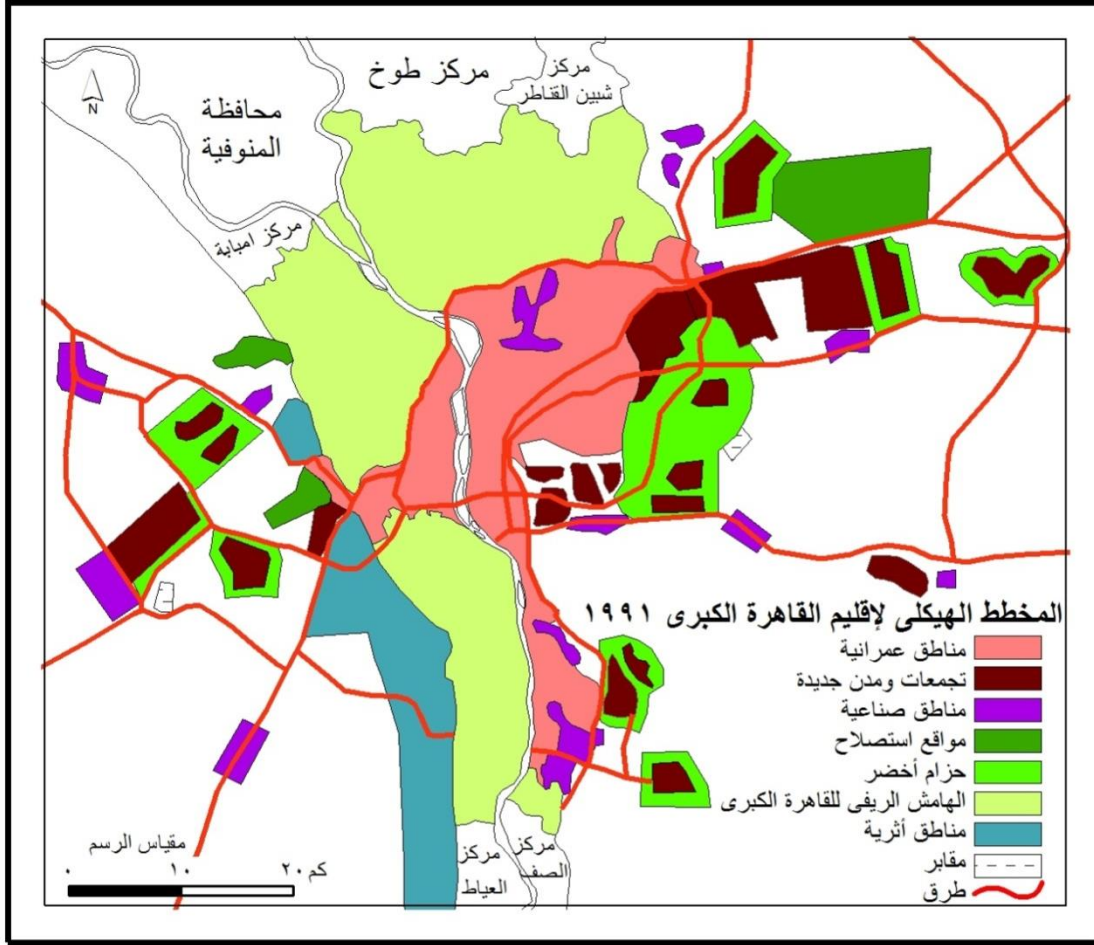 مركز طوخ
مركز
شبين القناطر
محافظة
المنوفية
N
مركز امبابة
المخطط الهيكلى لإقليم القاهرة الكبرى ١٩٩١
مناطق عمرانية
تجمعات ومدن جديدة
مناطق صناعية
مواقع استصلاح
حزام أخضر
الهامش الريفى للقاهرة الكبرى
مناطق أثرية
مقابر
طرق
مركز
الصف
مركز
العياط
مقياس الرسم
٠ ١٠ ٢٠ كم